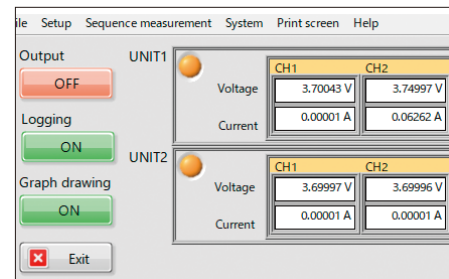 ile Setup Sequence measurement System Print screen Help
Output
OFF
Logging
ON
Graph drawing
ON
Exit
UNIT1
CH1 CH2
Voltage 3.70043 V 3.74997 V
Current 0.00001 A 0.06262 A
UNIT2
CH1 CH2
Voltage 3.69997 V 3.69996 V
Current 0.00001 A 0.00001 A